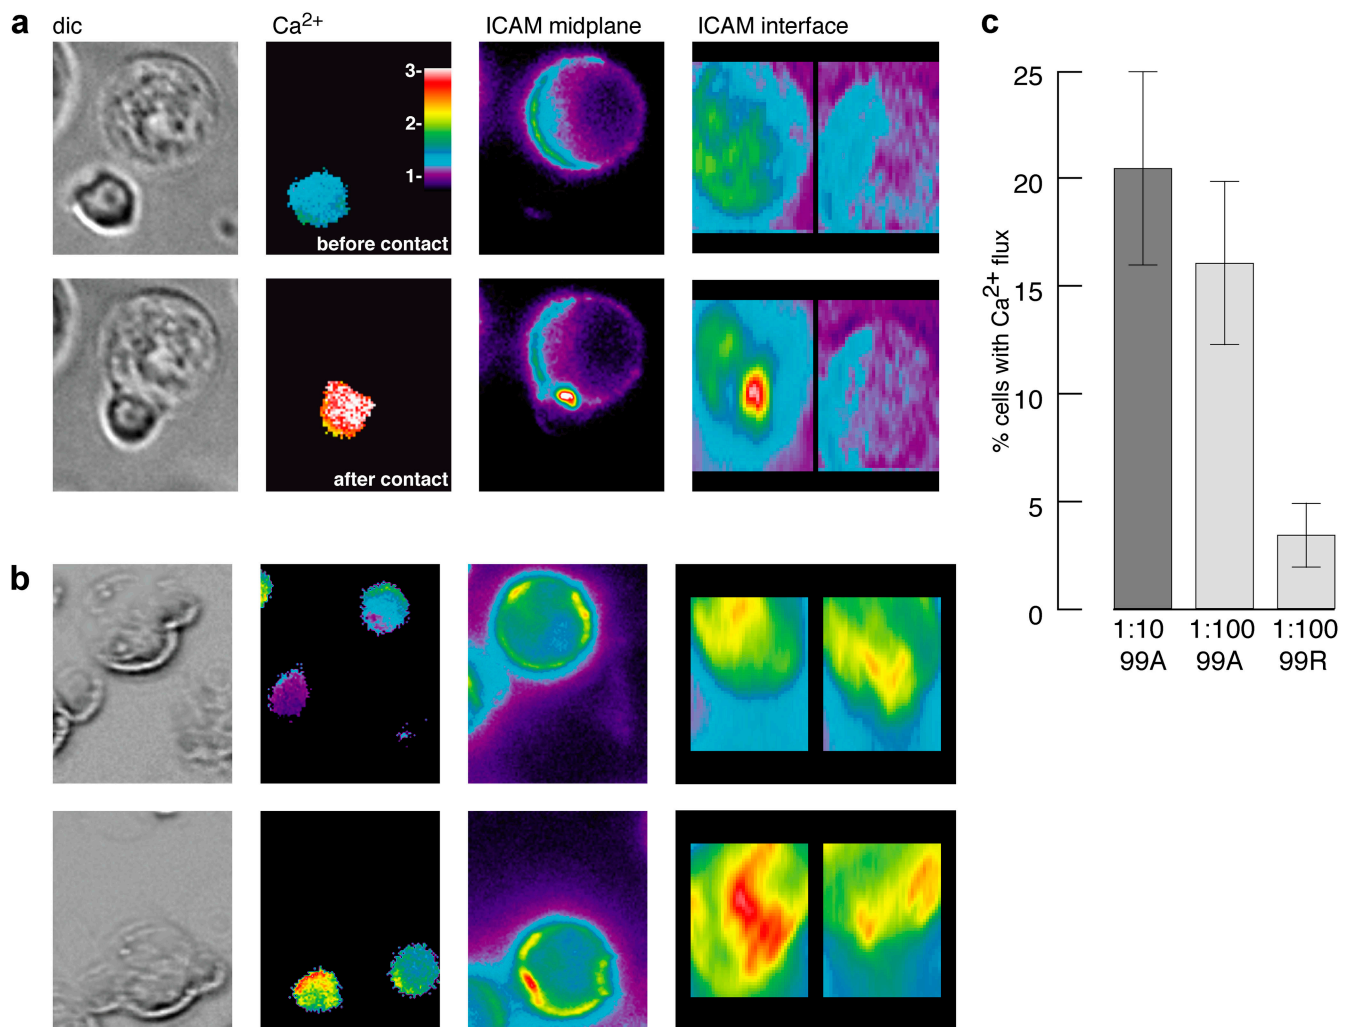 a
dic
Ca2+
ICAM midplane
ICAM interface
3-
2-
1-
before contact
after contact
b
c
% cells with Ca2+ flux
25
20
15
10
5
0
1:10 1:100 1:100
99A 99A 99R